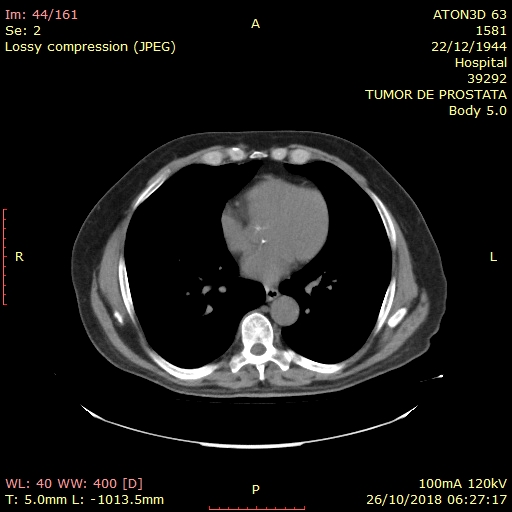 Im: 44/161
Se: 2
Lossy compression (JPEG)
A
ATON3D 63
1581
22/12/1944
Hospital
39292
TUMOR DE PROSTATA
Body 5.0
R
L
WL: 40 WW: 400 [D]
T: 5.0mm L: -1013.5mm
P
100mA 120kV
26/10/2018 06:27:17